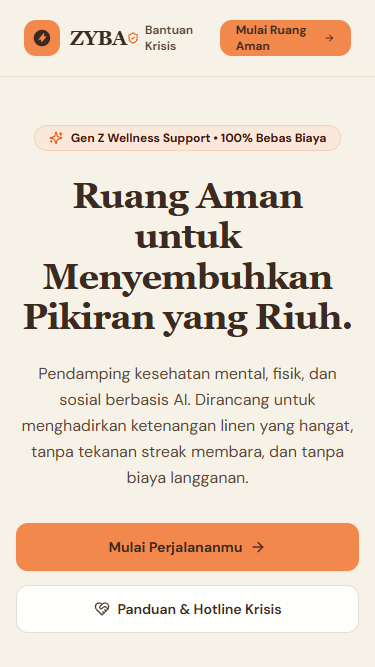 ZYBA
Bantuan
Krisis
Mulai Ruang
Aman
Gen Z Wellness Support • 100% Bebas Biaya
Ruang Aman
untuk
Menyembuhkan
Pikiran yang Riuh.
Pendamping kesehatan mental, fisik, dan
sosial berbasis AI. Dirancang untuk
menghadirkan ketenangan linen yang hangat,
tanpa tekanan streak membara, dan tanpa
biaya langganan.
Mulai Perjalananmu
Panduan & Hotline Krisis